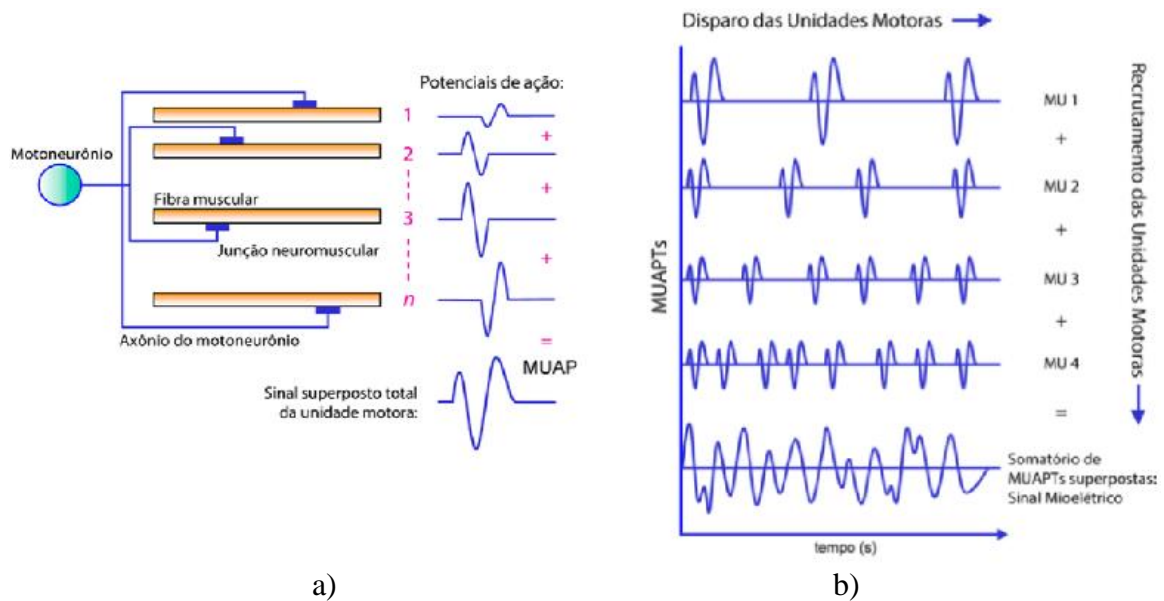 Potenciais de ação:
Motoneurônio
Fibra muscular
Junção neuromuscular
Axônio do motoneurônio
1
+
2
+
3
+
n
=
MUAP
Sinal superposto total
da unidade motora:
a)
Disparo das Unidades Motoras
MUAPTs
MU 1
+
MU 2
+
MU 3
+
MU 4
=
Somatório de
MUAPTs superpostas:
Sinal Mioelétrico
Recrutamento das Unidades Motoras
tempo (s)
b)